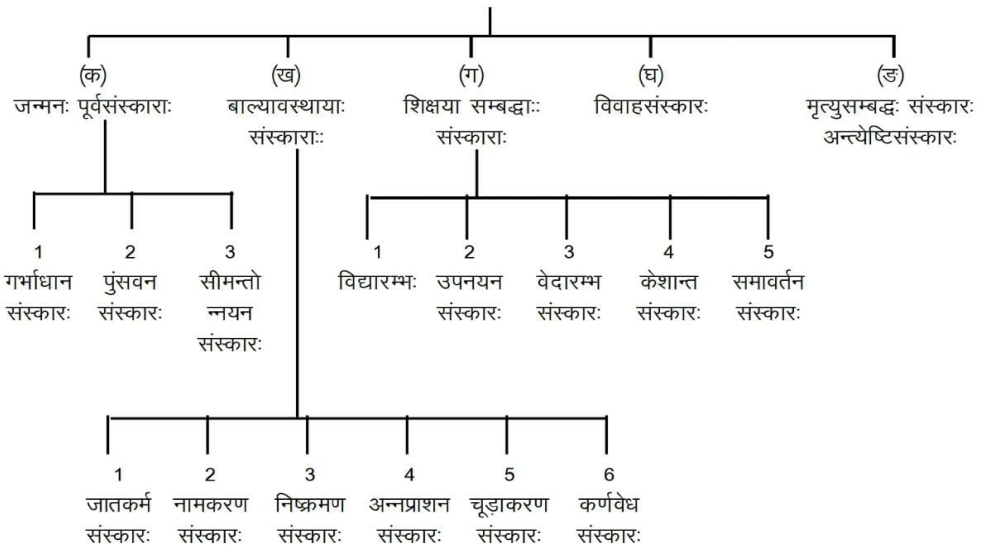 (क) (ख) (ग) (घ) (ङ)
जन्मनः पूर्वसंस्काराः बाल्यावस्थायाः शिक्षया सम्बद्धाः: विवाहसंस्कारः मृत्युसम्बद्धः संस्कारः
संस्काराः: संस्काराः अन्त्येष्टिसंस्कारः
1 2 3 1 2 3 4 5
गर्भाधान पुंसवन सीमन्तो विद्यारम्भः उपनयन वेदारम्भ केशान्त समावर्तन
संस्कारः संस्कारः न्नयन संस्कारः संस्कारः संस्कारः संस्कारः
संस्कारः
1 2 3 4 5 6
जातकर्म नामकरण निष्क्रमण अन्नप्राशन चूड़ाकरण कर्णवेध
संस्कारः संस्कारः संस्कारः संस्कारः संस्कारः संस्कारः